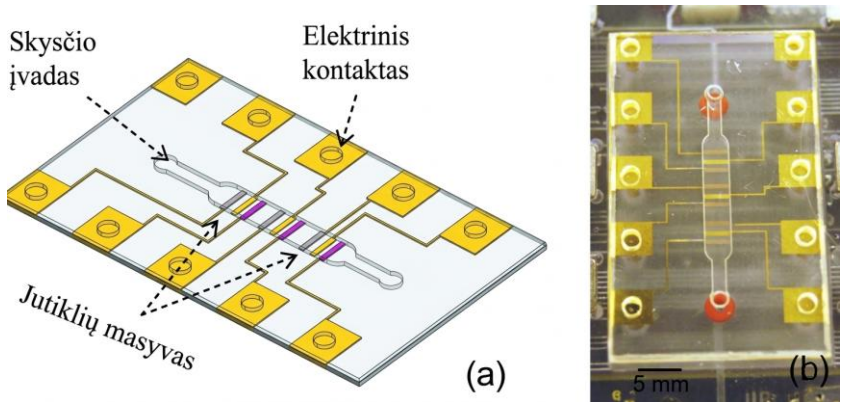 Skysčio
įvadas
Elektrinis
kontaktas
Jutiklių masyvas
(a)
(b)
5 mm